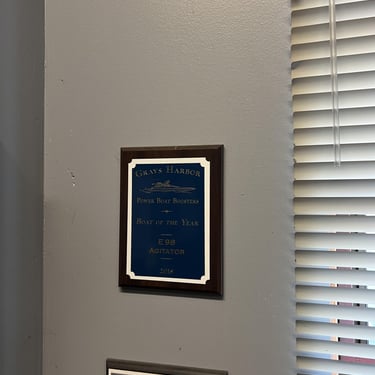 Grays Harbor
Power Boat Boosters
Boat of the Year
E 98
Agitator
2016